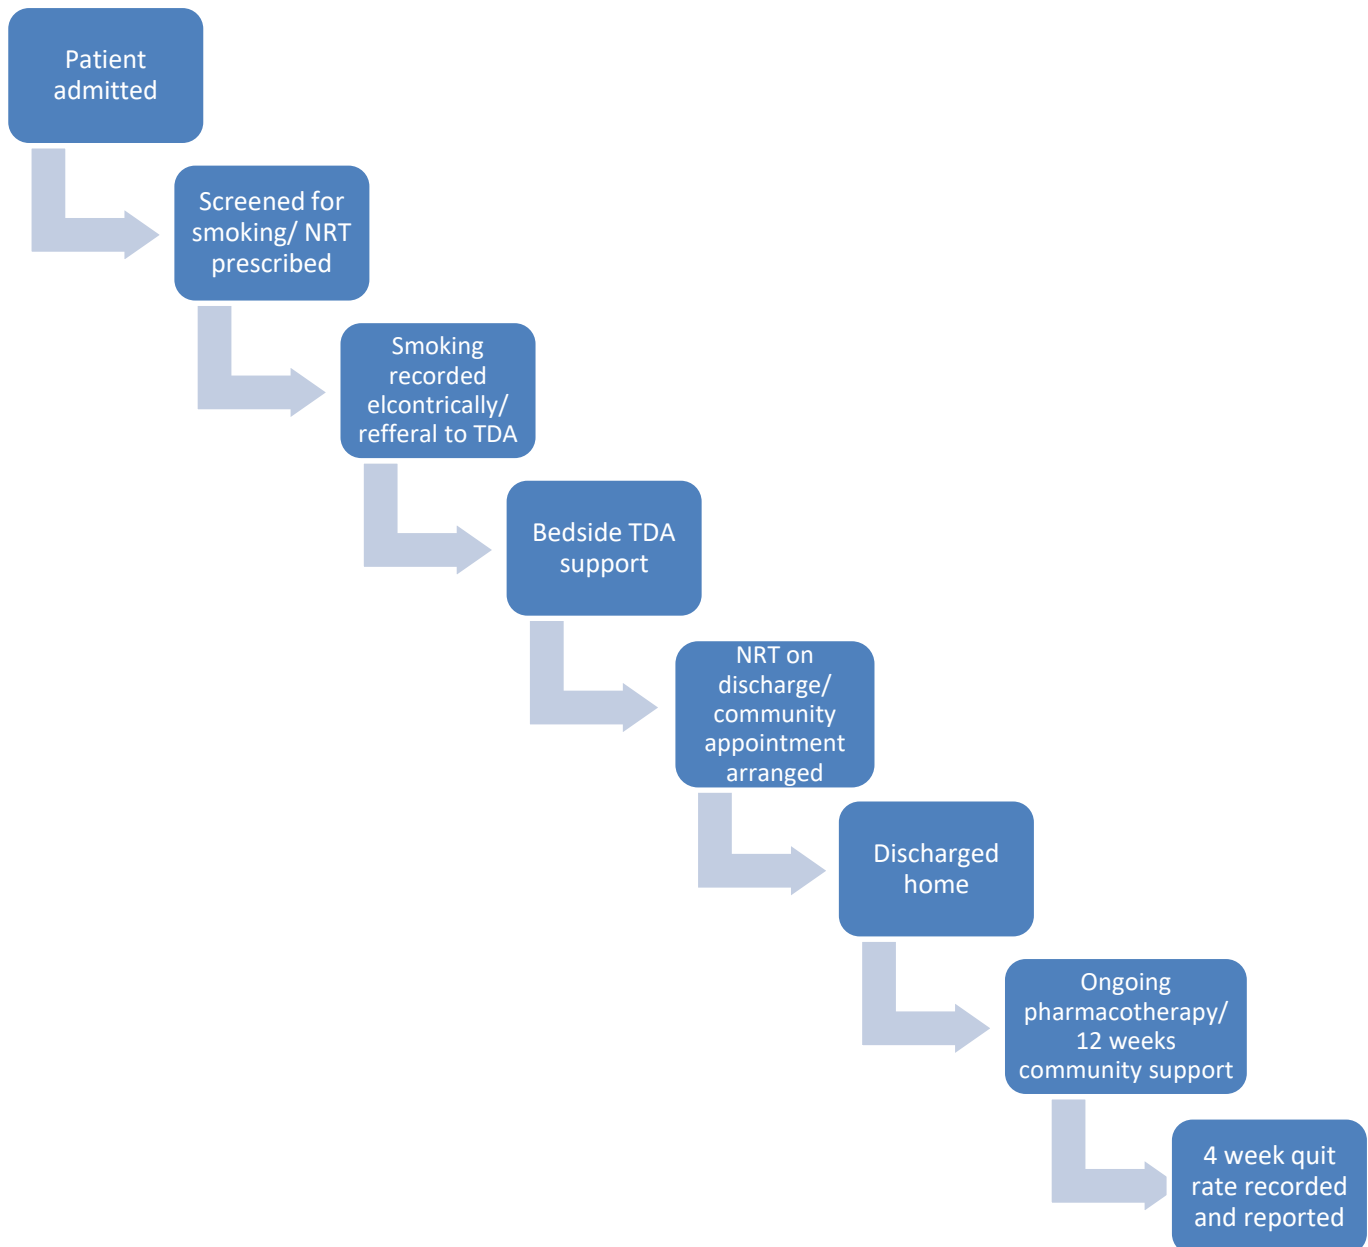 Patient
admitted
Screened for
smoking/ NRT
prescribed
Smoking
recorded
elcontrically/
refferal to TDA
Bedside TDA
support
NRT on
discharge/
community
appointment
arranged
Discharged
home
Ongoing
pharmacotherapy/
12 weeks
community support
4 week quit
rate recorded
and reported